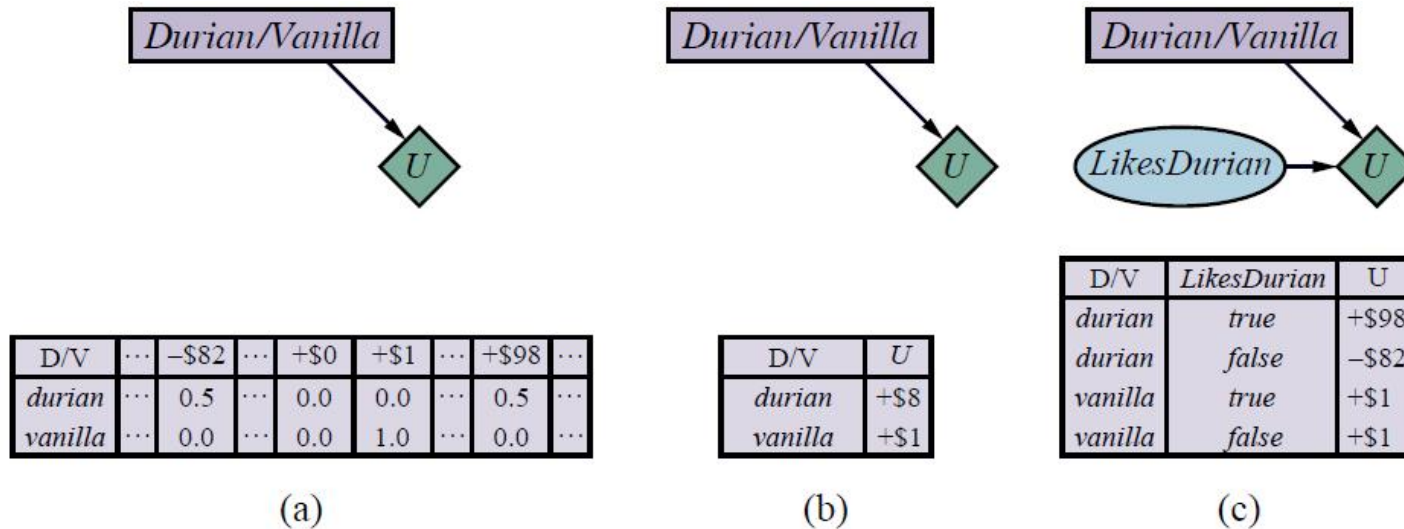 Durian/Vanilla
U
D/V ··· –$82 ··· +$0 +$1 ··· +$98 ···
durian ··· 0.5 ··· 0.0 0.0 ··· 0.5 ···
vanilla ··· 0.0 ··· 0.0 1.0 ··· 0.0 ···
(a)
Durian/Vanilla
U
D/V U
durian +$8
vanilla +$1
(b)
Durian/Vanilla
LikesDurian U
D/V LikesDurian U
durian true +$98
durian false –$82
vanilla true +$1
vanilla false +$1
(c)